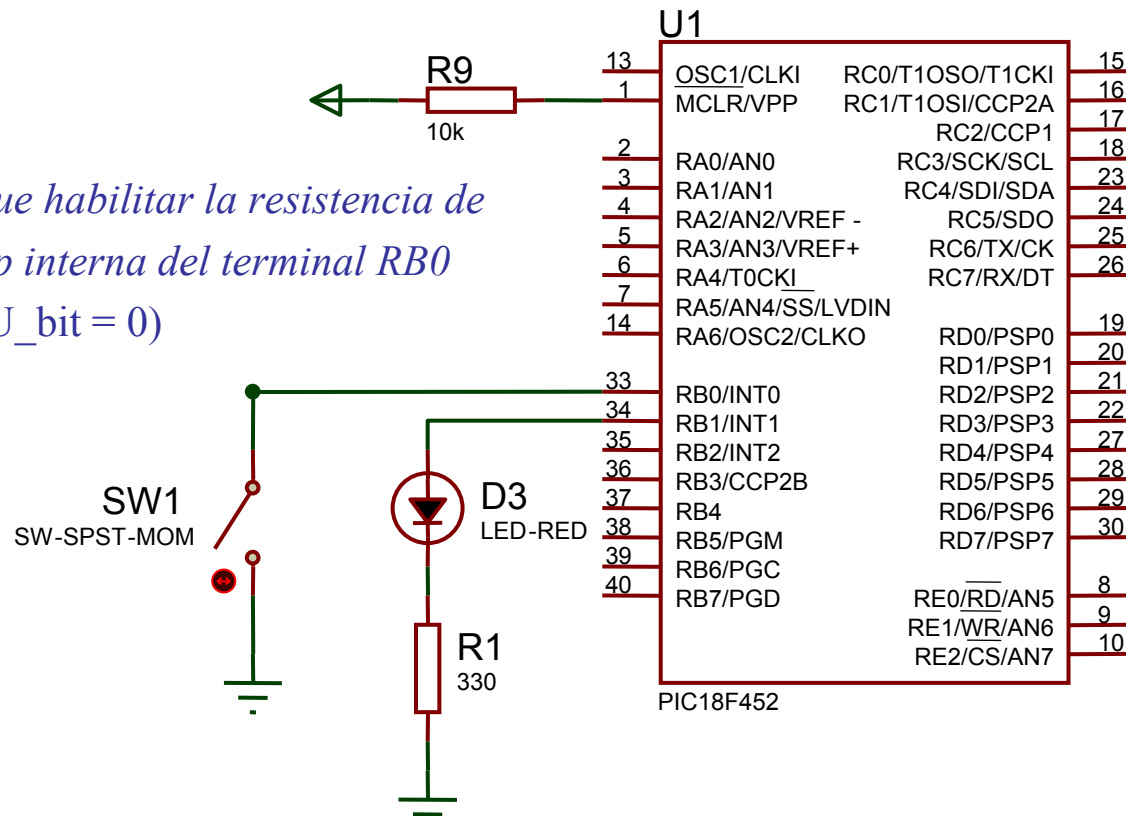 U1
R9
10k
13
1
2
3
4
5
6
7
14
33
34
35
36
37
38
39
40
OSC1/CLKI
MCLR/VPP
RA0/AN0
RA1/AN1
RA2/AN2/VREF -
RA3/AN3/VREF+
RA4/T0CKI
RA5/AN4/SS/LVDIN
RA6/OSC2/CLKO
RB0/INT0
RB1/INT1
RB2/INT2
RB3/CCP2B
RB4
RB5/PGM
RB6/PGC
RB7/PGD
RC0/T1OSO/T1CKI
RC1/T1OSI/CCP2A
RC2/CCP1
RC3/SCK/SCL
RC4/SDI/SDA
RC5/SDO
RC6/TX/CK
RC7/RX/DT
RD0/PSP0
RD1/PSP1
RD2/PSP2
RD3/PSP3
RD4/PSP4
RD5/PSP5
RD6/PSP6
RD7/PSP7
RE0/RD/AN5
RE1/WR/AN6
RE2/CS/AN7
15
16
17
18
23
24
25
26
19
20
21
22
27
28
29
30
8
9
10
PIC18F452
habilitar la resistencia de
interna del terminal RB0
_bit = 0)
SW1
SW-SPST-MOM
D3
LED-RED
R1
330